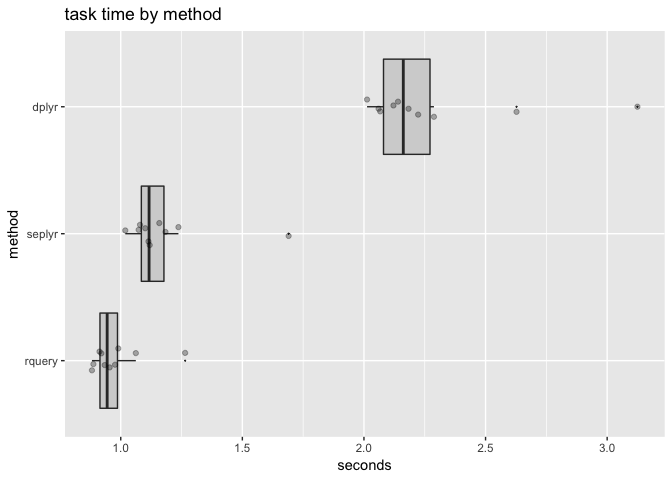 task time by method
dplyr
seplyr
rquery
method
1.0 1.5 2.0 2.5 3.0
seconds